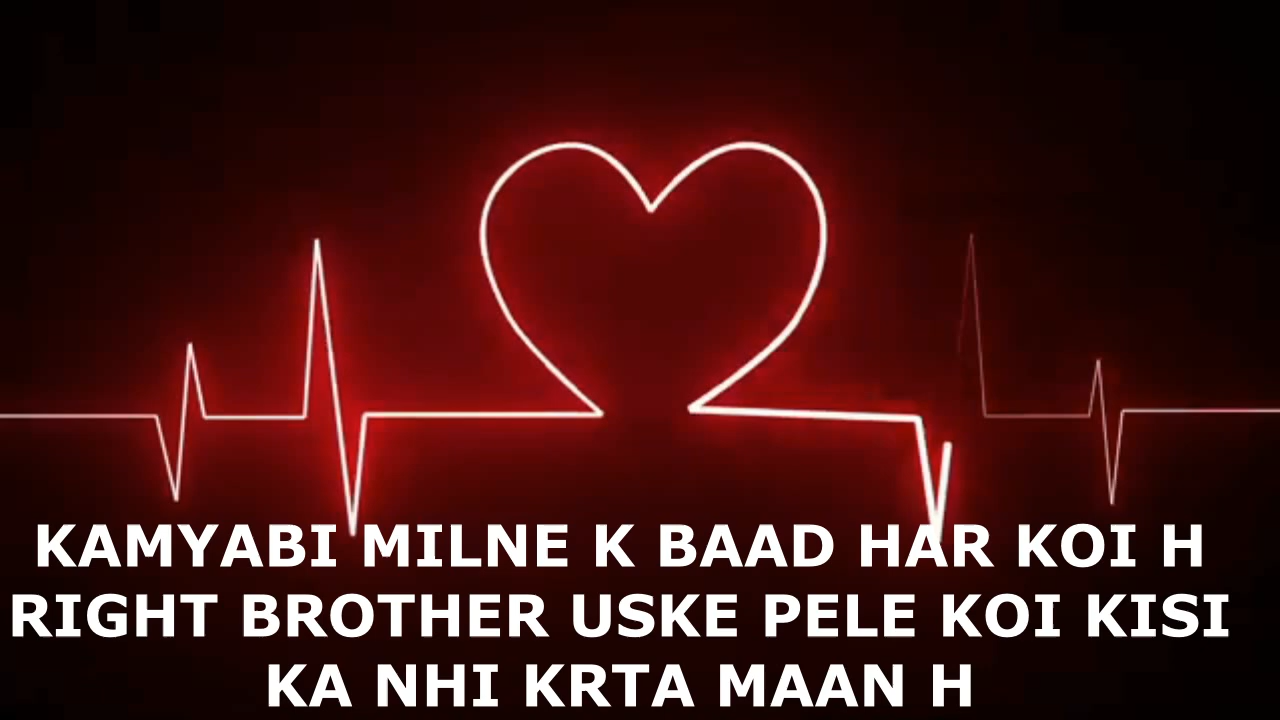 KAMYABI MILNE K BAAD HAR KOI H
RIGHT BROTHER USKE PELE KOI KISI
KA NHI KRTA MAAN H